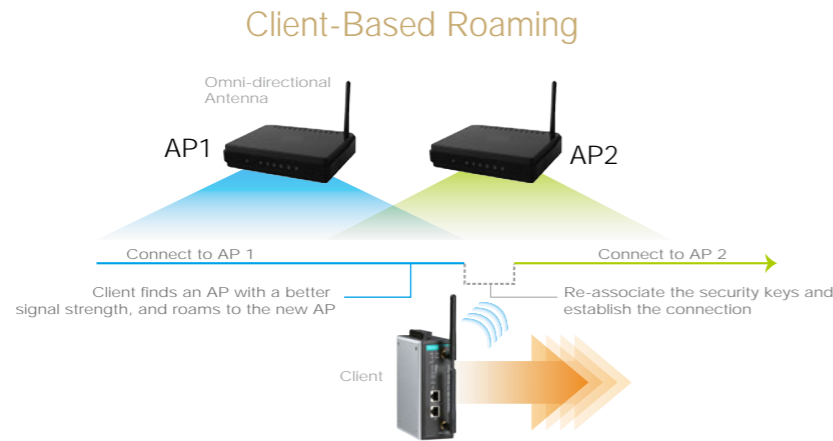 Client-Based Roaming
Omni-directional
Antenna
AP1
AP2
Connect to AP 1
Connect to AP 2
Client finds an AP with a better
signal strength, and roams to the new AP
Re-associate the security keys and
establish the connection
Client